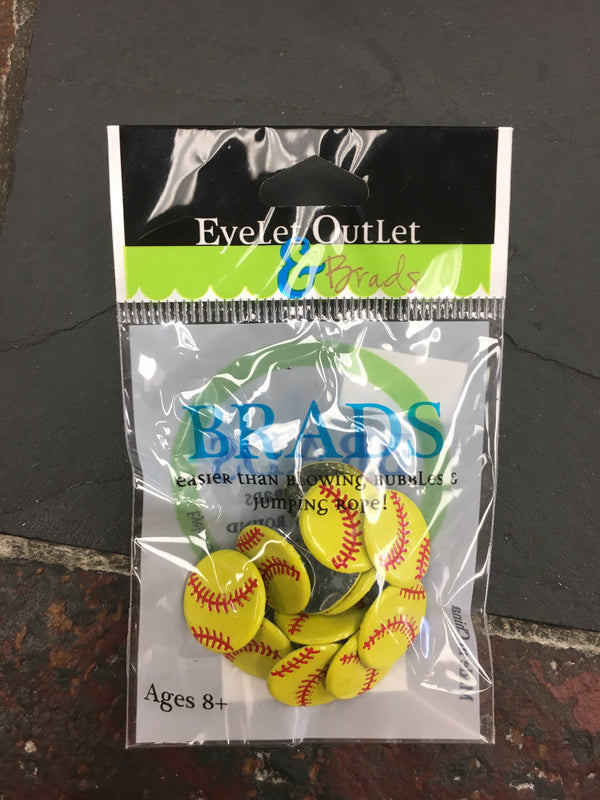 Eyelet Outlet
& Brads
BRADS
easier than blowing bubbles &
jumping rope!
Ages 8+